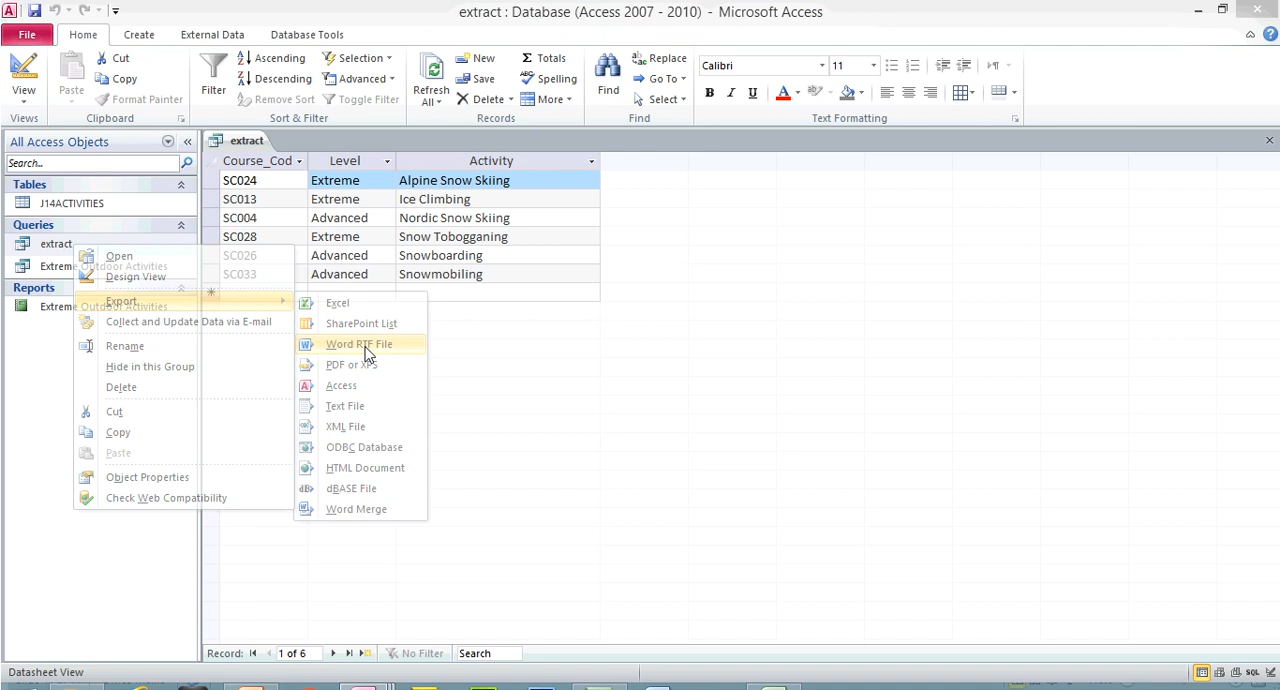 extract : Database (Access 2007 - 2010) - Microsoft Access
File Home Create External Data Database Tools
View
Views
Paste
Cut
Copy
Format Painter
Clipboard
Filter
Ascending
Descending
Remove Sort
Selection
Advanced
Toggle Filter
Sort & Filter
Refresh
All
New
Save
Delete
Totals
Spelling
More
Records
Find
Replace
Go To
Select
Find
Calibri 11
B I U A
Text Formatting
All Access Objects
Search...
Tables
J14ACTIVITIES
Queries
extract
Extreme Outdoor Activities
Reports
Extreme Outdoor Activities
Open
Design View
Export
Collect and Update Data via E-mail
Rename
Hide in this Group
Delete
Cut
Copy
Paste
Object Properties
Check Web Compatibility
Excel
SharePoint List
Word RTF File
PDF or XPS
Access
Text File
XML File
ODBC Database
HTML Document
dBASE File
Word Merge
extract
Course_Cod Level Activity
SC024 Extreme Alpine Snow Skiing
SC013 Extreme Ice Climbing
SC004 Advanced Nordic Snow Skiing
SC028 Extreme Snow Tobogganing
SC026 Advanced Snowboarding
SC033 Advanced Snowmobiling
Record: 1 of 6 No Filter Search
Datasheet View
SQL